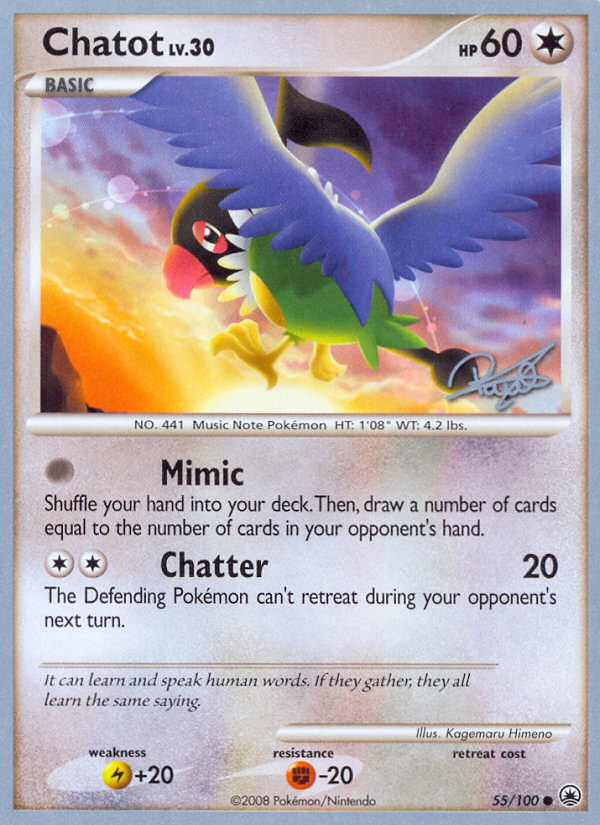 Chatot LV.30 HP 60
BASIC
NO. 441 Music Note Pokémon HT: 1'08" WT: 4.2 lbs.
Mimic
Shuffle your hand into your deck. Then, draw a number of cards
equal to the number of cards in your opponent's hand.
Chatter 20
The Defending Pokémon can't retreat during your opponent's
next turn.
It can learn and speak human words. If they gather, they all
learn the same saying.
Illus. Kagemaru Himeno
weakness resistance retreat cost
+20 -20
©2008 Pokémon/Nintendo 55/100